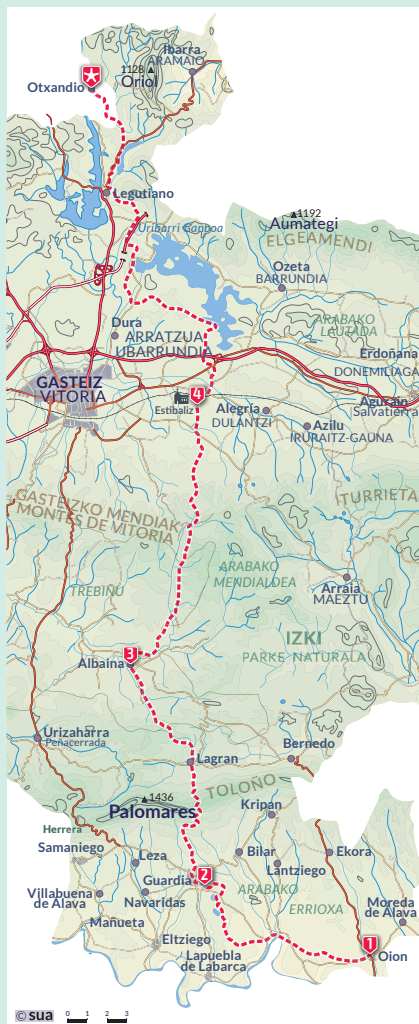 Ibarra
ARAMAIO
1128
Oriol
Otxandio
Legutiano
Uribarri Ganboa
1192
Aumategi
ELGEAMENDI
Ozeta
BARRUNDIA
ARABAKO
LAUTADA
Dura
ARRATZUA
UBARRUNDIA
Erdoñana
DONEMILIAGA
GASTEIZ
VITORIA
4
Estibaliz
Alegria
DULANTZI
Agurain
Salvatierra
Azilu
IRURAITZ-GAUNA
GASTEIZKO MENDIAK
MONTES DE VITORIA
ITURRIETA
ARABAKO
MENDIALDEA
TREBIÑU
Arraia
MAEZTU
IZKI
PARKE NATURALA
3
Albaina
Urizaharra
Peñacerrada
Bernedo
Lagran
TOLOÑO
1436
Palomares
Kripan
Herrera
Samaniego
Leza
Bilar
Ekora
Lantziego
Guardia
2
Villabuena
de Álava
Navaridas
ARABAKO
ERRIOXA
Moreda
de Álava
Mañueta
Eltziego
1
Oion
Lapuebla
de Labarca
© sua
0 1 2 3